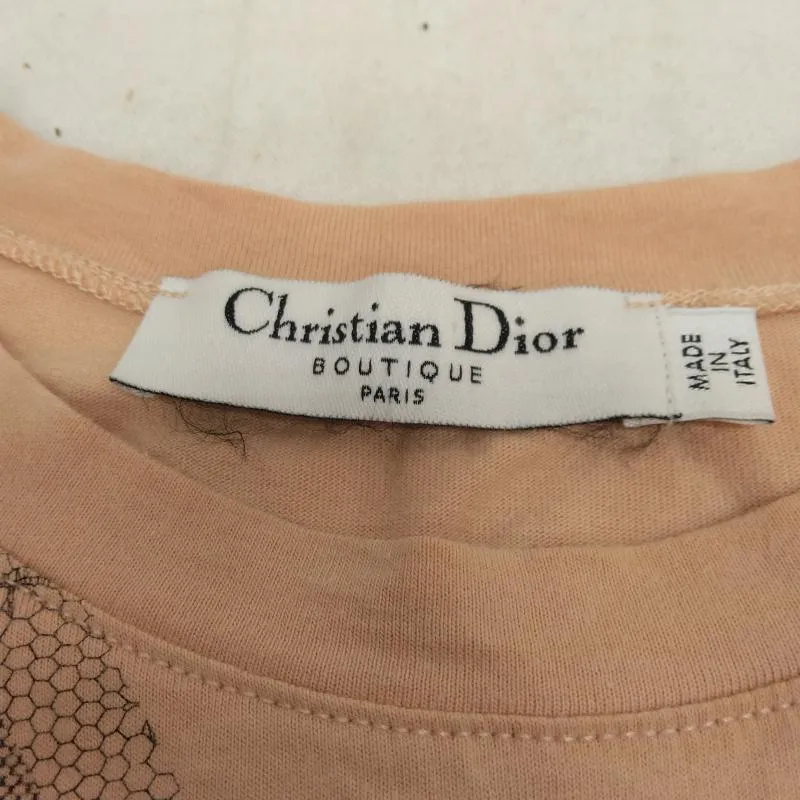 Christian Dior
BOUTIQUE
PARIS
MADE
IN
ITALY